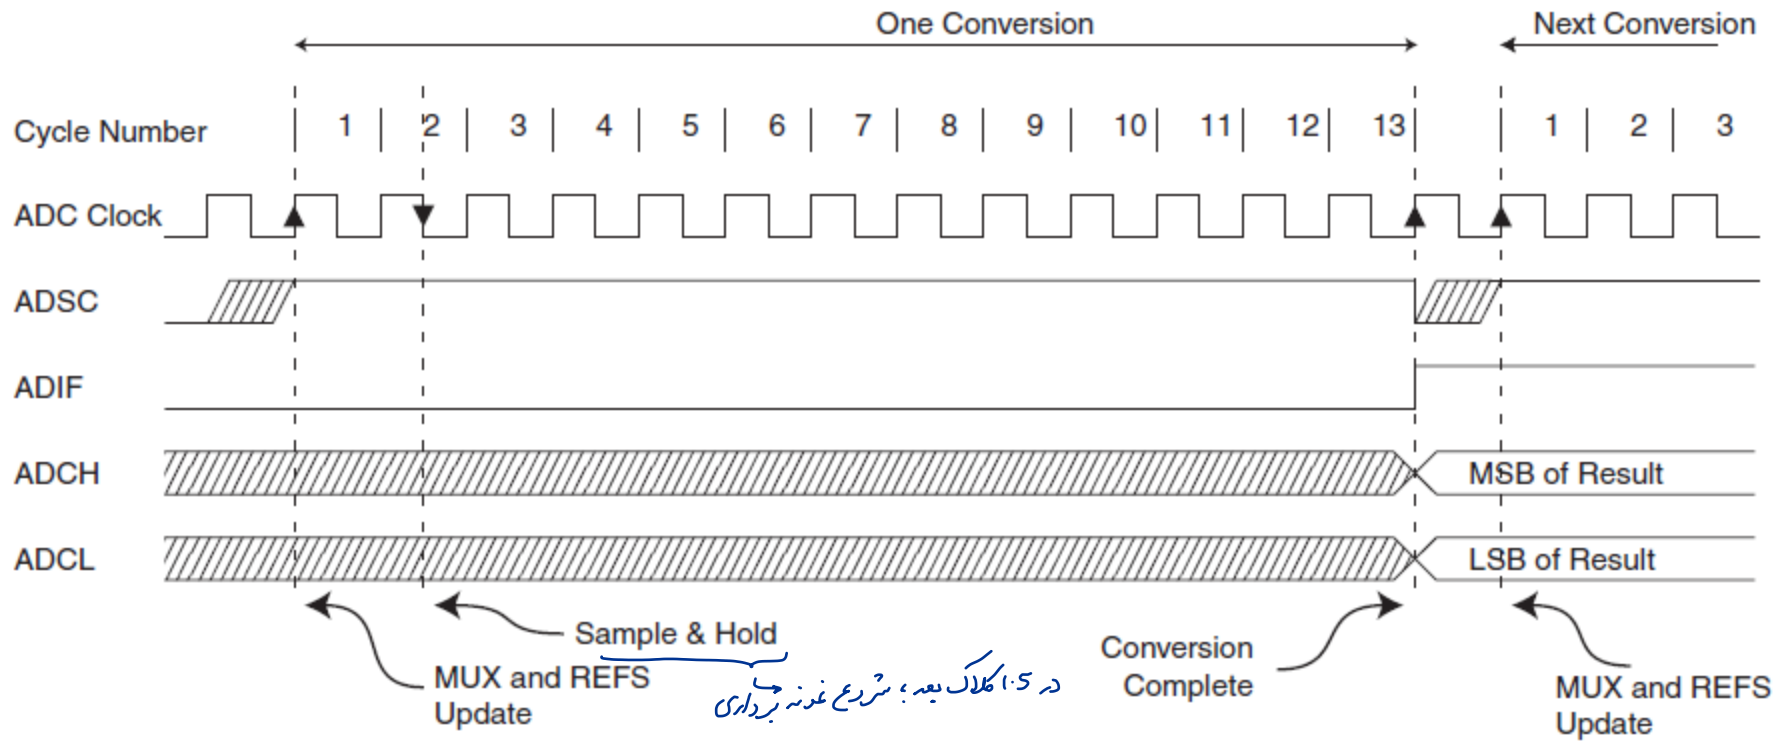 One Conversion Next Conversion
Cycle Number 1 2 3 4 5 6 7 8 9 10 11 12 13 1 2 3
ADC Clock
ADSC
ADIF
ADCH MSB of Result
ADCL LSB of Result
Sample & Hold
MUX and REFS
Update
در 1.5 کلاک بعد ؛ شروع نمونه برداری
Conversion
Complete
MUX and REFS
Update